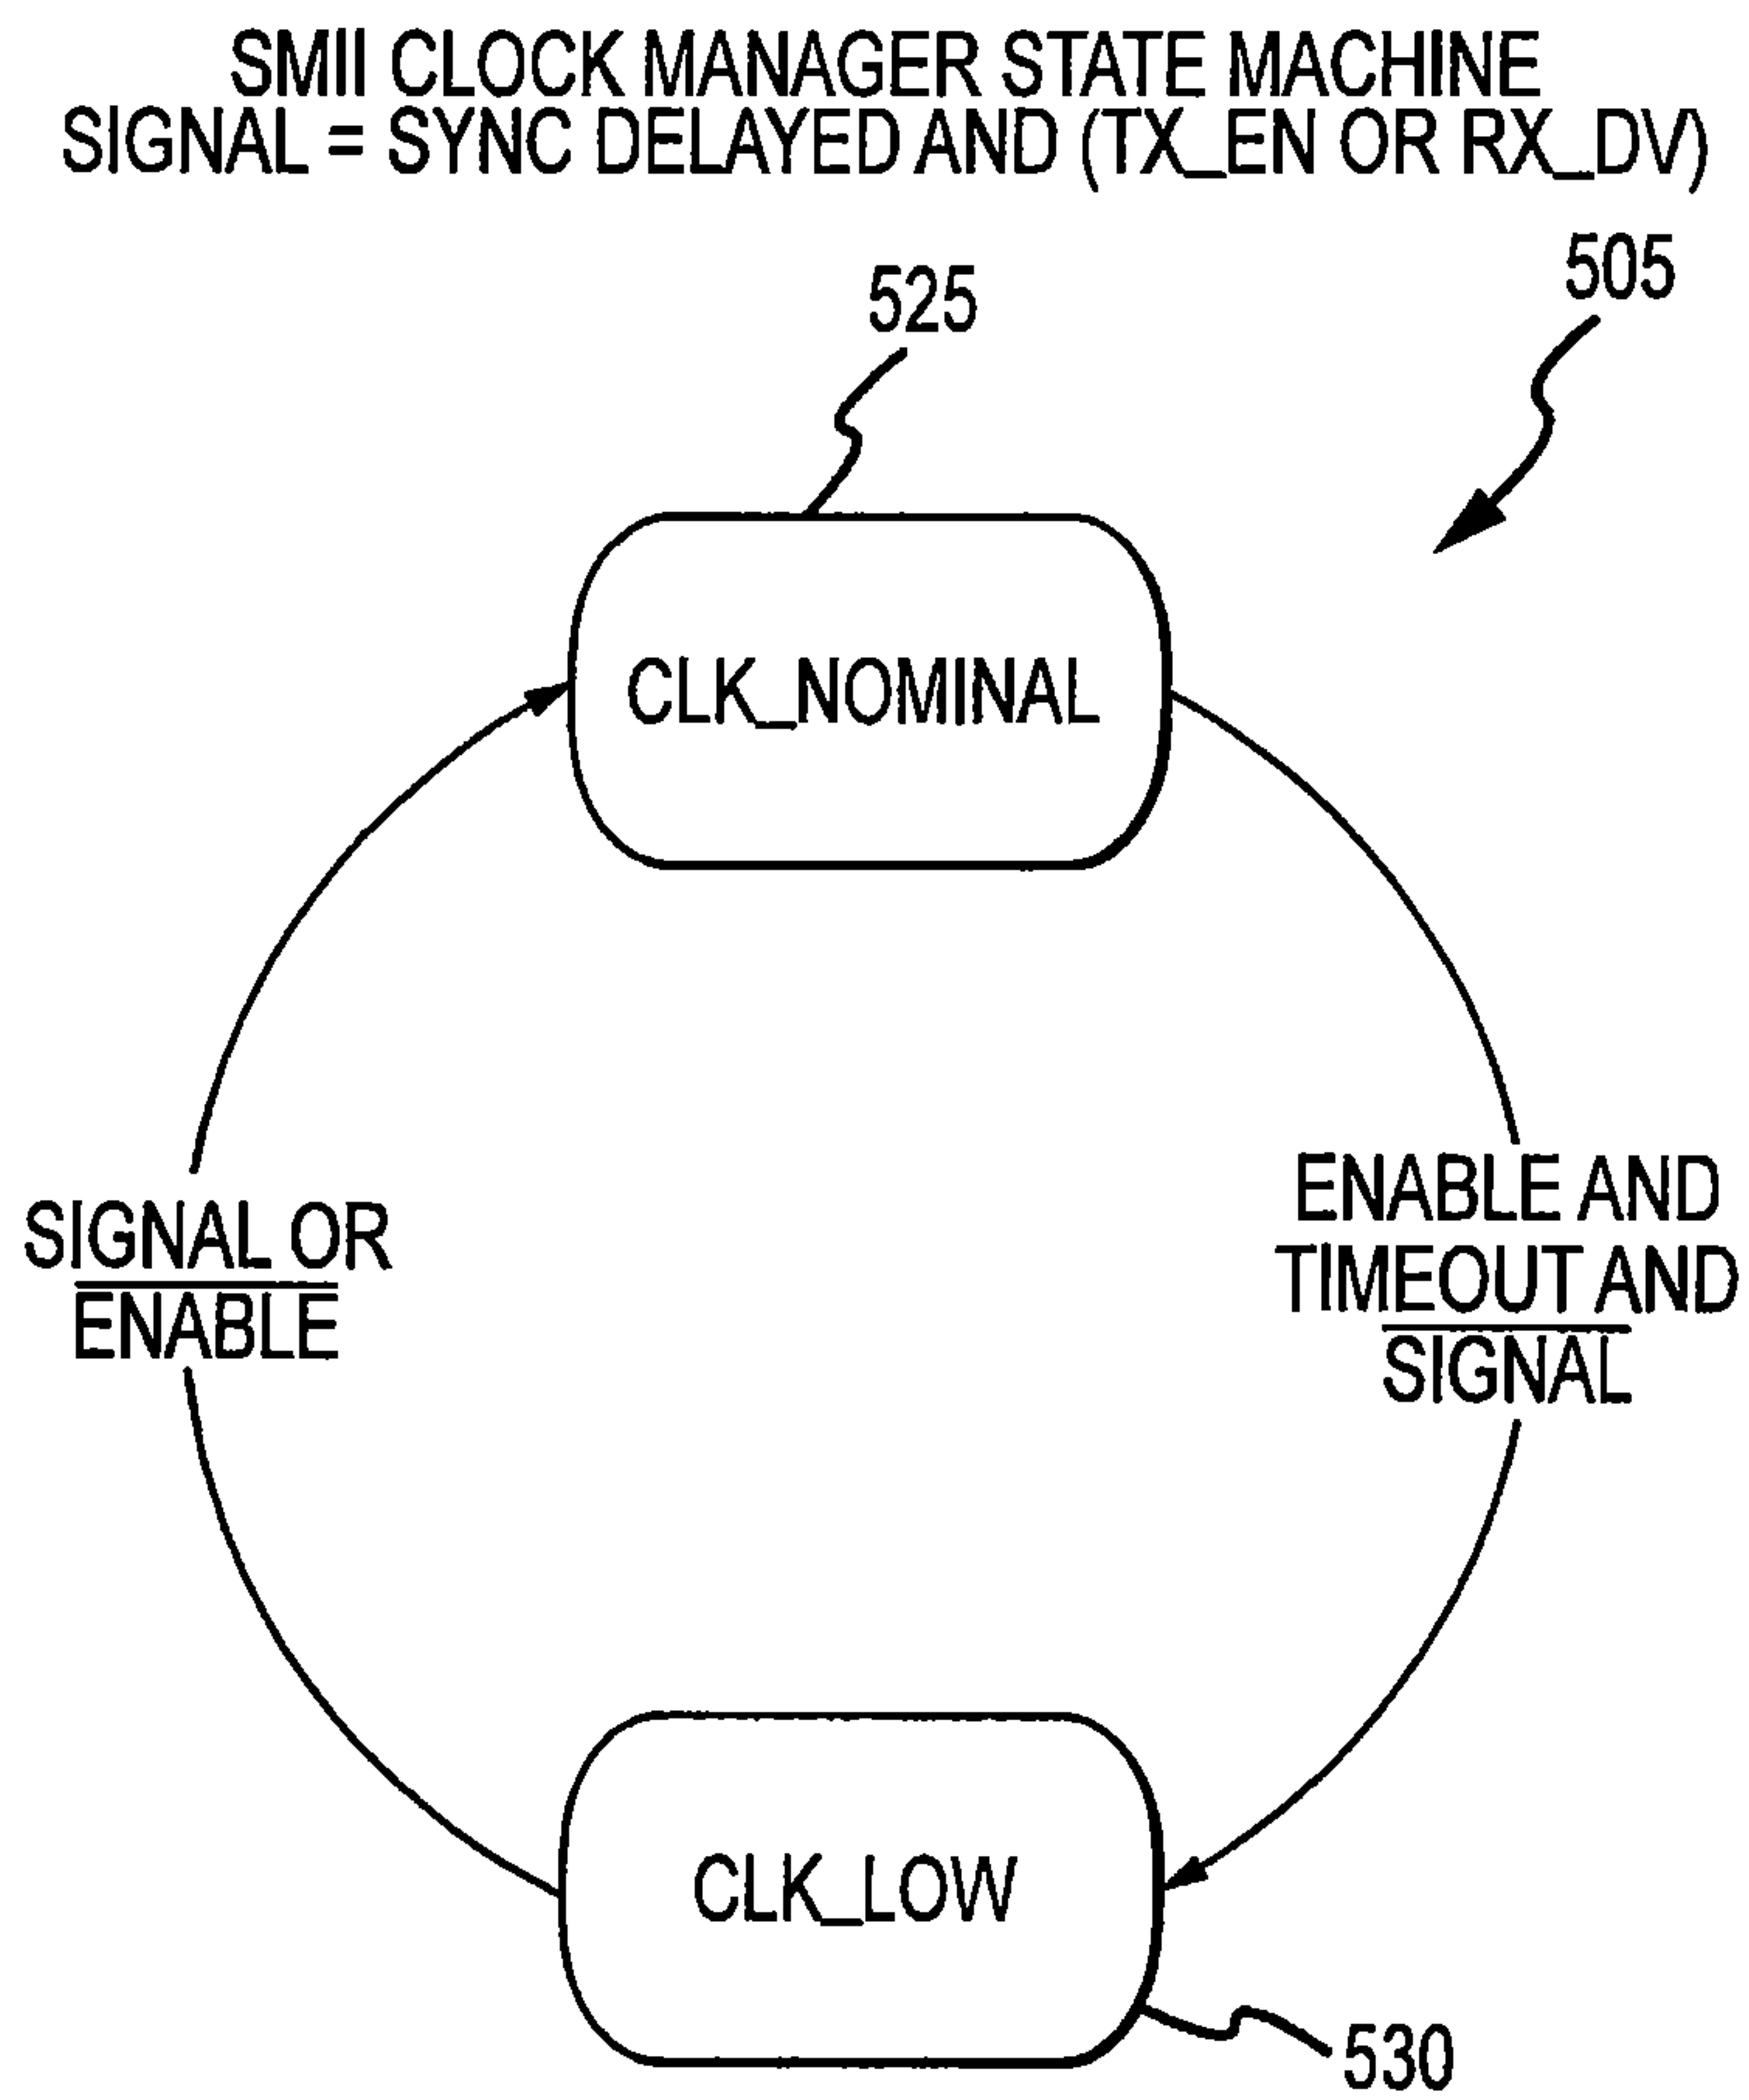 SMII CLOCK MANAGER STATE MACHINE
SIGNAL = SYNC DELAYED AND (TX_EN OR RX_DV)
505
525
CLK_NOMINAL
SIGNAL OR
ENABLE
ENABLE AND
TIMEOUT AND
SIGNAL
CLK_LOW
530